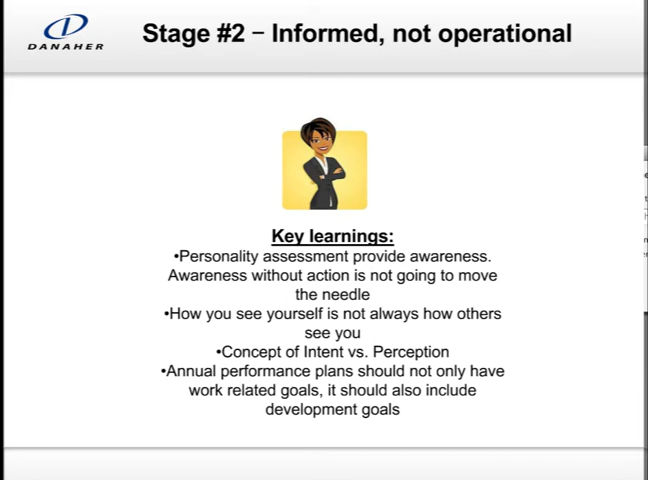 Stage #2 – Informed, not operational
DANAHER
Key learnings:
•Personality assessment provide awareness.
Awareness without action is not going to move
the needle
•How you see yourself is not always how others
see you
•Concept of Intent vs. Perception
•Annual performance plans should not only have
work related goals, it should also include
development goals